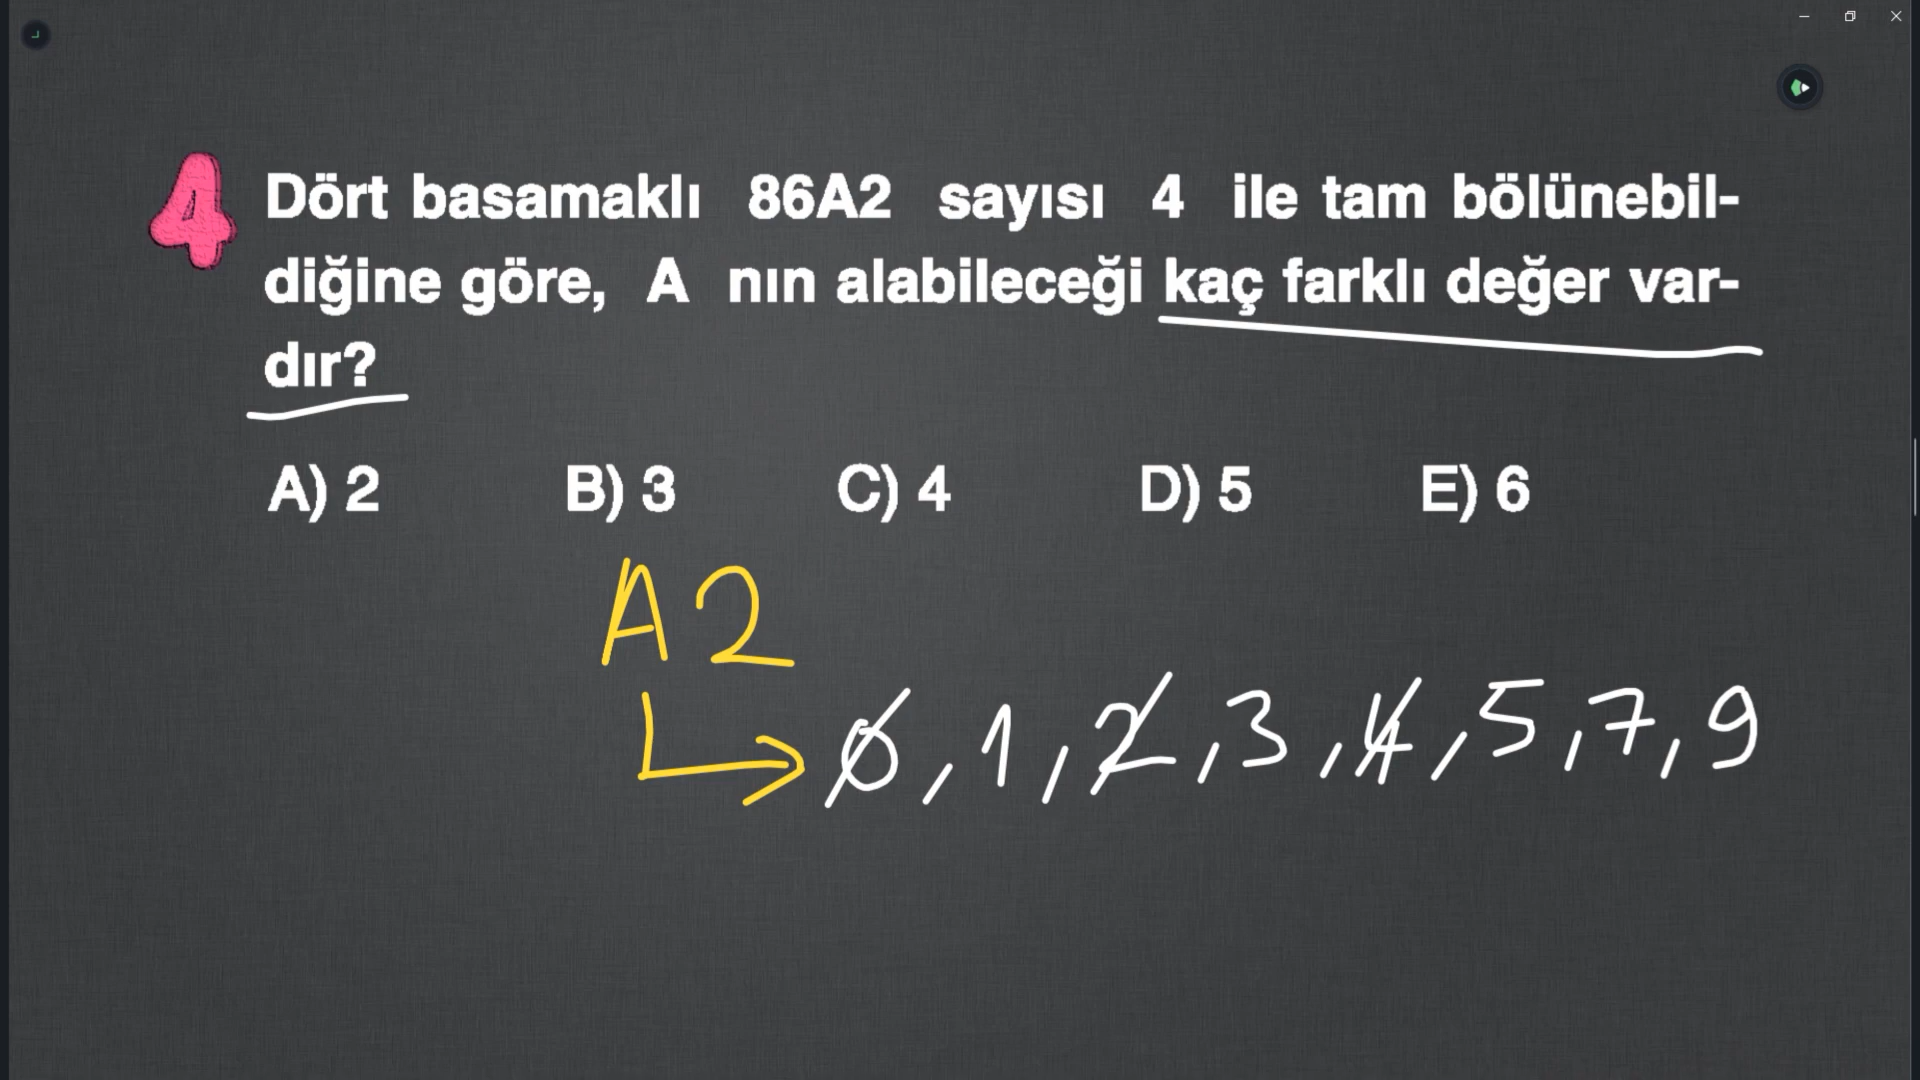 4 Dört basamaklı 86A2 sayısı 4 ile tam bölünebil-
diğine göre, A nın alabileceği kaç farklı değer var-
dır?
A) 2 B) 3 C) 4 D) 5 E) 6
A2
0, 1, 2, 3, 4, 5, 7, 9